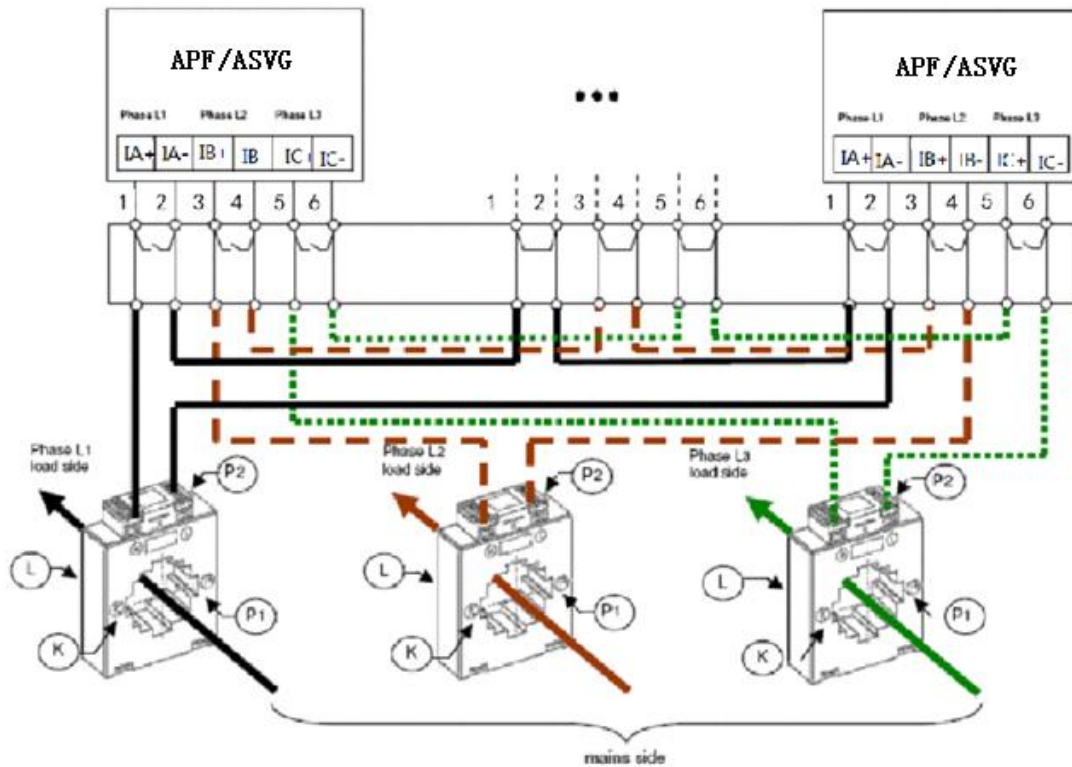 APF/ASVG
Phase L1 Phase L2 Phase L3
IA+ IA- IB+ IB IC+ IC-
1 2 3 4 5 6
•••
1 2 3 4 5 6
APF/ASVG
Phase L1 Phase L2 Phase L3
IA+ IA- IB+ IB- IC+ IC-
1 2 3 4 5 6
Phase L1
load side
P2
L
P1
K
Phase L2
load side
P2
L
P1
K
Phase L3
load side
P2
L
P1
K
mains side